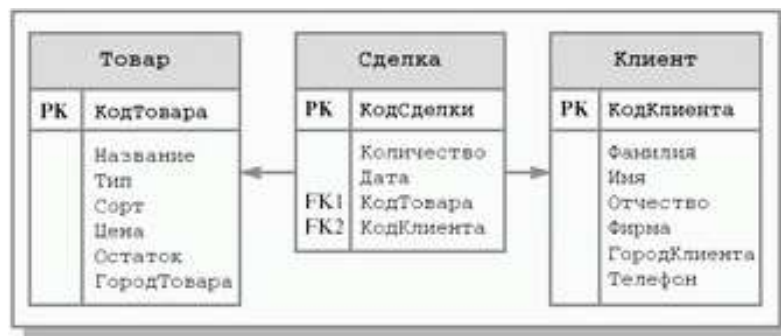 Товар
PK КодТовара
Название
Тип
Сорт
Цена
Остаток
ГородТовара
Сделка
PK КодСделки
Количество
Дата
FK1 КодТовара
FK2 КодКлиента
Клиент
PK КодКлиента
Фамилия
Имя
Отчество
Фирма
ГородКлиента
Телефон